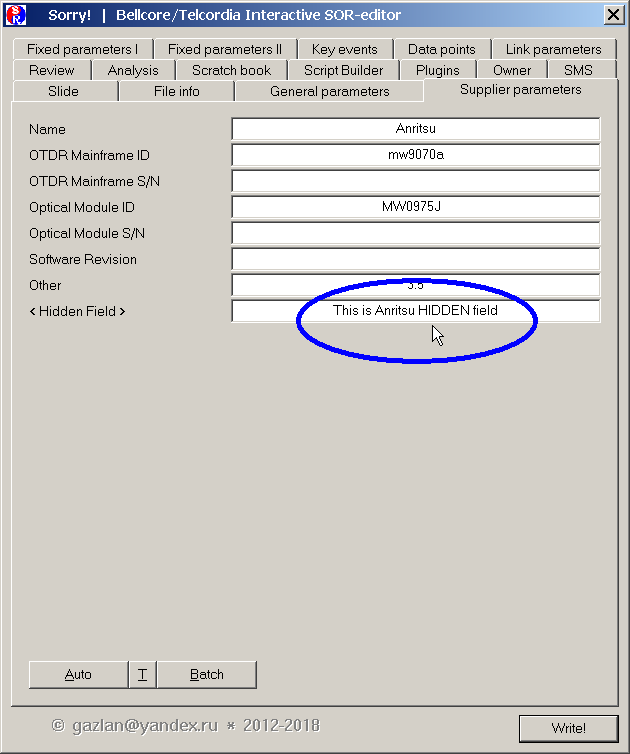 Sorry! | Bellcore/Telcordia Interactive SOR-editor
Fixed parameters I Fixed parameters II Key events Data points Link parameters
Review Analysis Scratch book Script Builder Plugins Owner SMS
Slide File info General parameters Supplier parameters
Name Anritsu
OTDR Mainframe ID mw9070a
OTDR Mainframe S/N
Optical Module ID MW0975J
Optical Module S/N
Software Revision
Other 3.5
< Hidden Field > This is Anritsu HIDDEN field
Auto T Batch
© gazlan@yandex.ru * 2012-2018
Write!